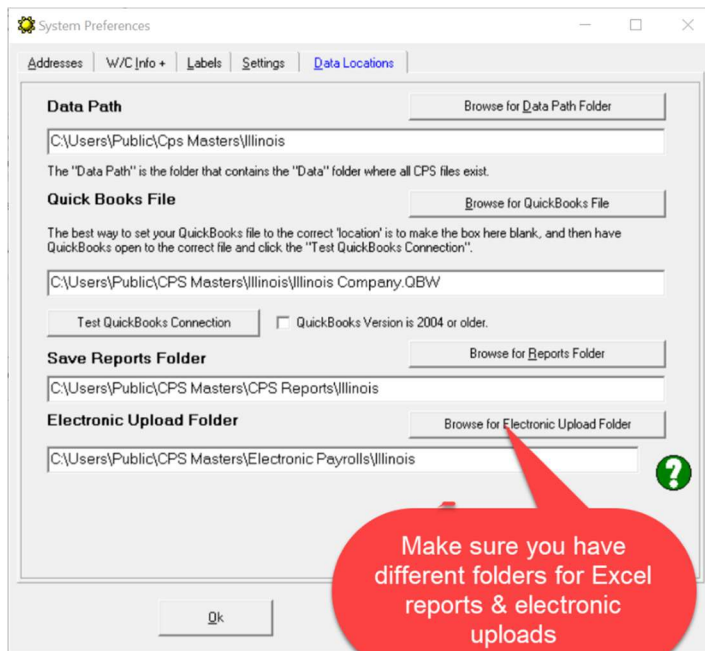 System Preferences
Addresses W/C Info + Labels Settings Data Locations
Data Path Browse for Data Path Folder
C:\Users\Public\Cps Masters\Illinois
The "Data Path" is the folder that contains the "Data" folder where all CPS files exist.
Quick Books File Browse for QuickBooks File
The best way to set your QuickBooks file to the correct 'location' is to make the box here blank, and then have
QuickBooks open to the correct file and click the "Test QuickBooks Connection".
C:\Users\Public\CPS Masters\Illinois\Illinois Company.QBW
Test QuickBooks Connection QuickBooks Version is 2004 or older.
Save Reports Folder Browse for Reports Folder
C:\Users\Public\CPS Masters\CPS Reports\Illinois
Electronic Upload Folder Browse for Electronic Upload Folder
C:\Users\Public\CPS Masters\Electronic Payrolls\Illinois
?
Make sure you have
different folders for Excel
reports & electronic
uploads
Ok